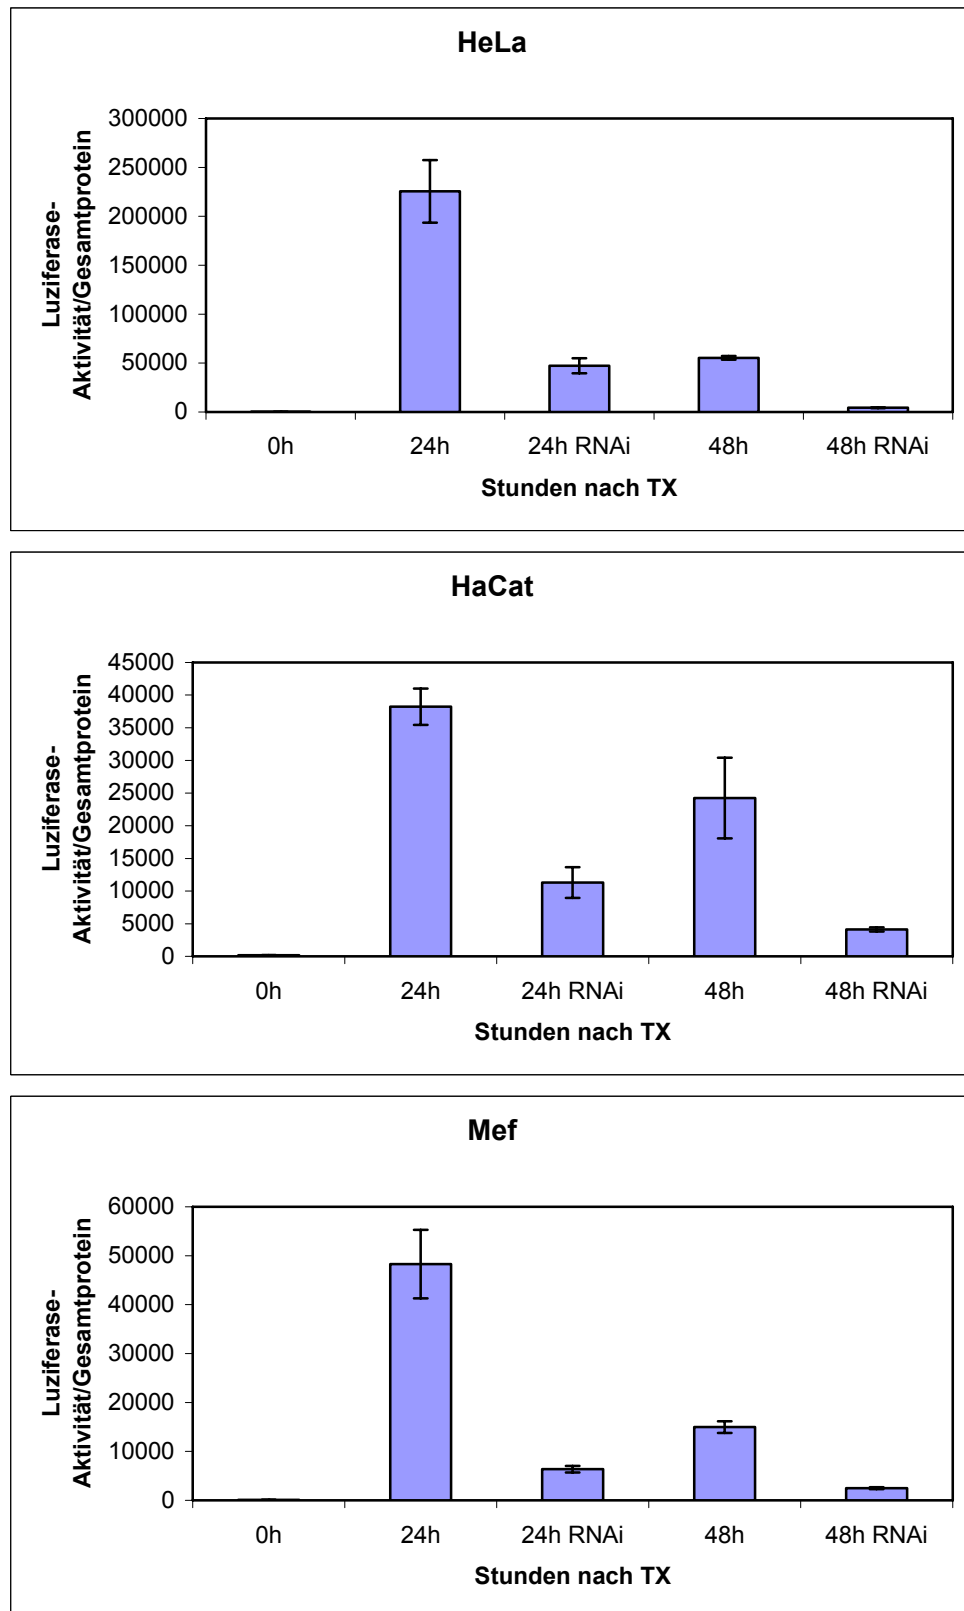 HeLa
Luziferase-
Aktivität/Gesamtprotein
300000
250000
200000
150000
100000
50000
0
0h 24h 24h RNAi 48h 48h RNAi
Stunden nach TX
HaCat
Luziferase-
Aktivität/Gesamtprotein
45000
40000
35000
30000
25000
20000
15000
10000
5000
0
0h 24h 24h RNAi 48h 48h RNAi
Stunden nach TX
Mef
Luziferase-
Aktivität/Gesamtprotein
60000
50000
40000
30000
20000
10000
0
0h 24h 24h RNAi 48h 48h RNAi
Stunden nach TX